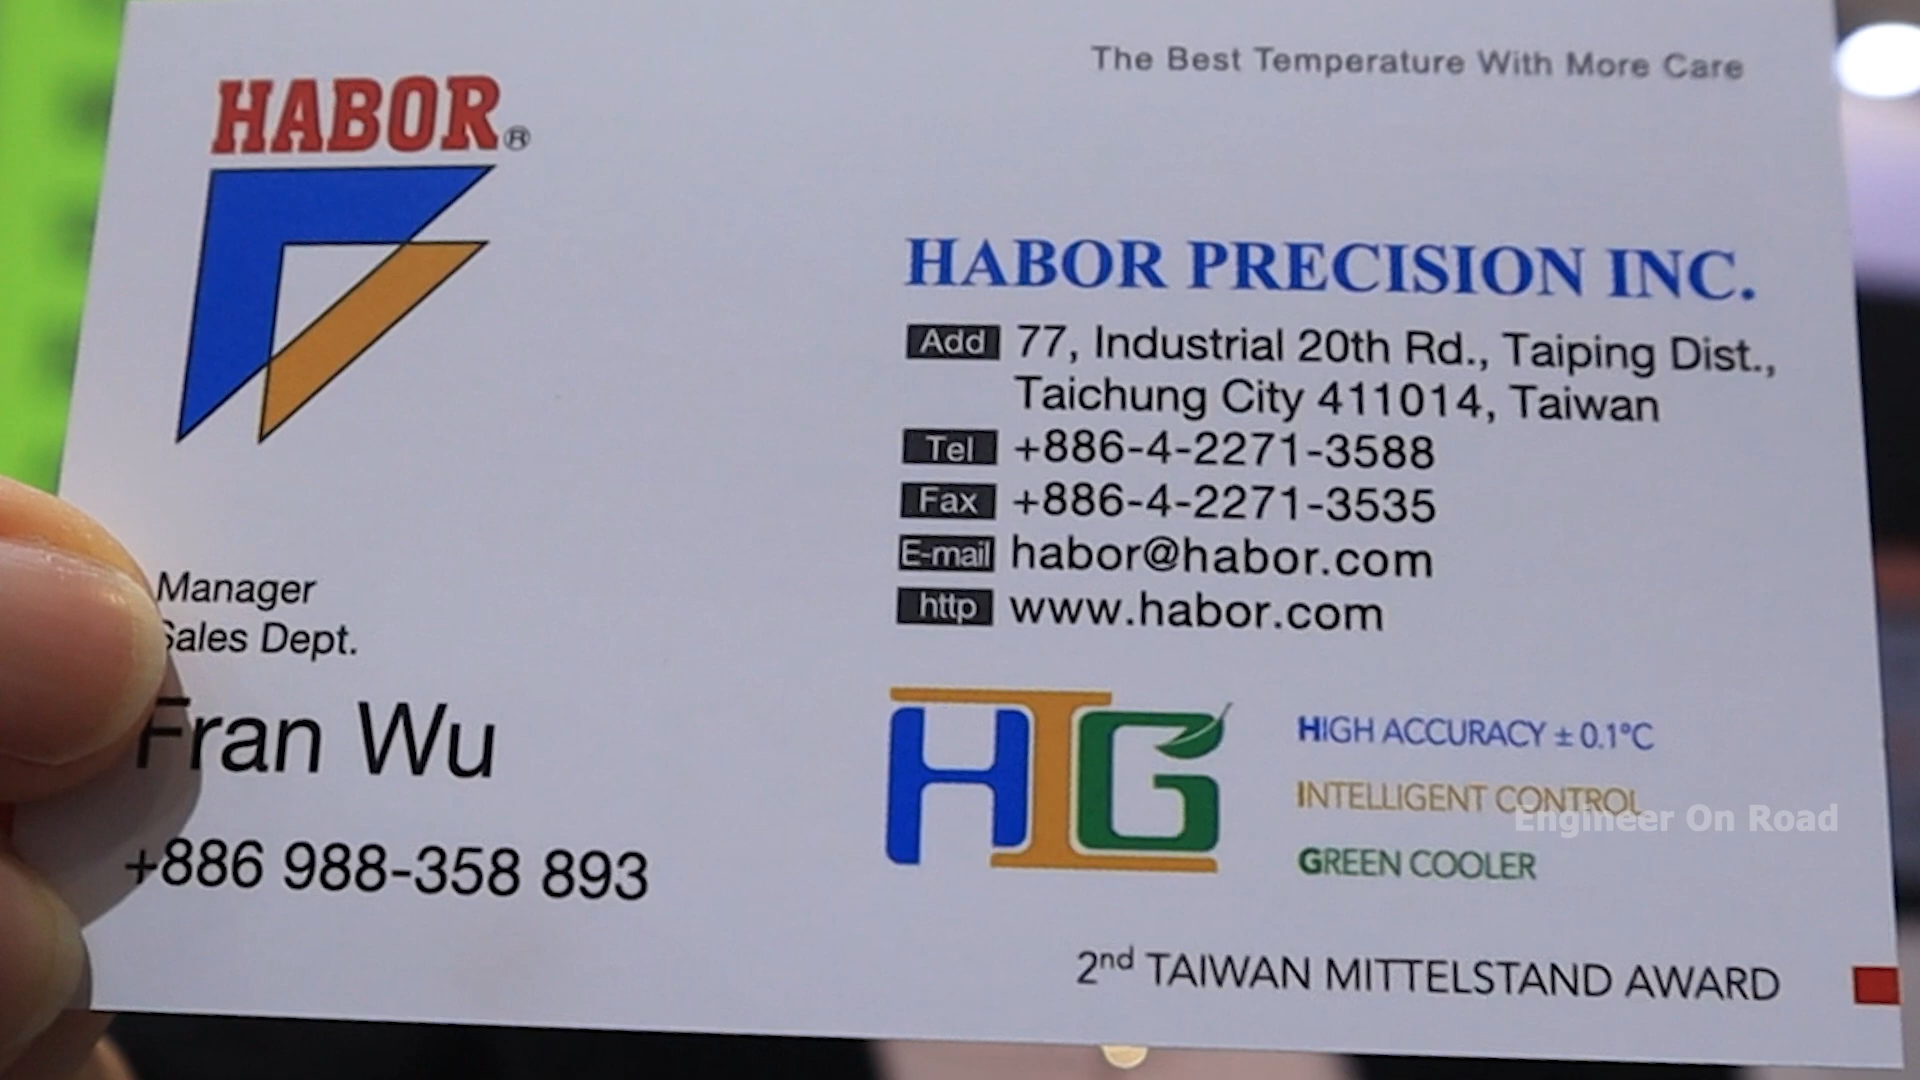 The Best Temperature With More Care
HABOR®
HABOR PRECISION INC.
Add 77, Industrial 20th Rd., Taiping Dist.,
Taichung City 411014, Taiwan
Tel +886-4-2271-3588
Fax +886-4-2271-3535
E-mail habor@habor.com
http www.habor.com
Manager
Sales Dept.
Fran Wu
+886 988-358 893
HIG
HIGH ACCURACY ± 0.1°C
INTELLIGENT CONTROL
GREEN COOLER
Engineer On Road
2nd TAIWAN MITTELSTAND AWARD